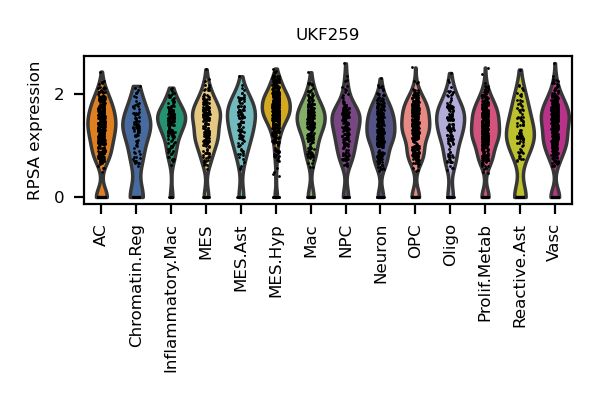 UKF259
RPSA expression
2
0
AC
Chromatin.Reg
Inflammatory.Mac
MES
MES.Ast
MES.Hyp
Mac
NPC
Neuron
OPC
Oligo
Prolif.Metab
Reactive.Ast
Vasc